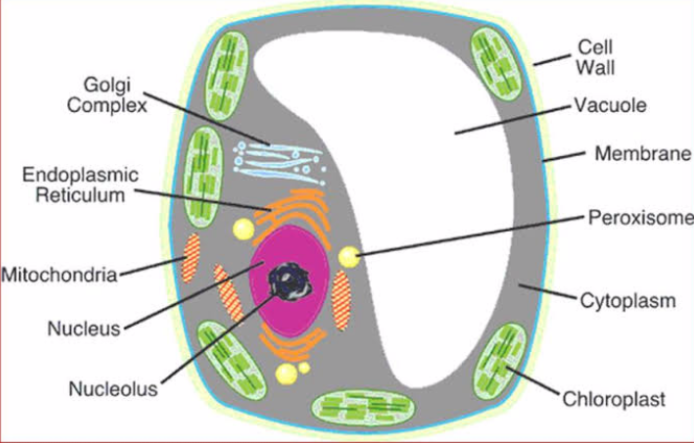 Golgi
Complex
Endoplasmic
Reticulum
Mitochondria
Nucleus
Nucleolus
Cell
Wall
Vacuole
Membrane
Peroxisome
Cytoplasm
Chloroplast